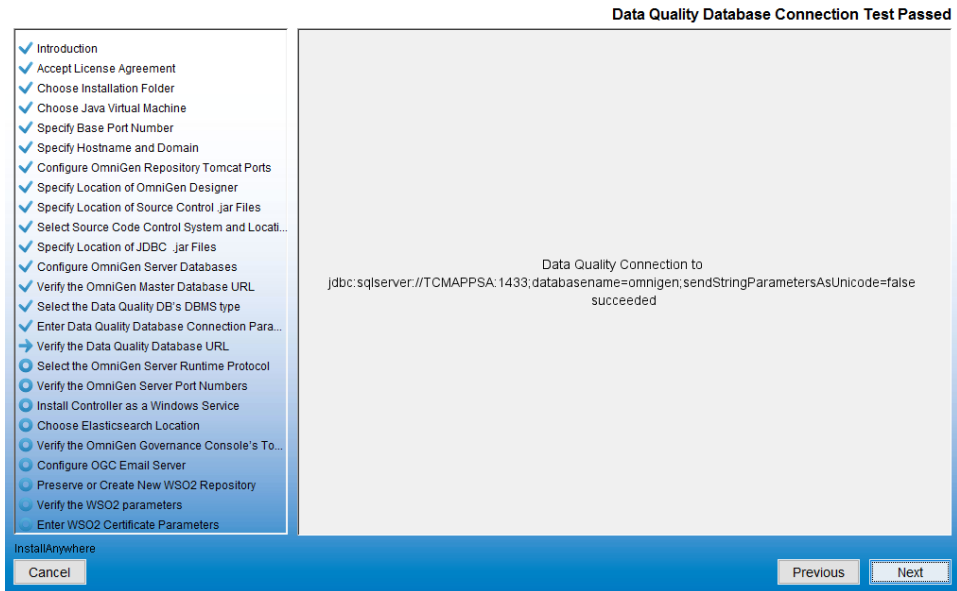 Data Quality Database Connection Test Passed
Introduction
Accept License Agreement
Choose Installation Folder
Choose Java Virtual Machine
Specify Base Port Number
Specify Hostname and Domain
Configure OmniGen Repository Tomcat Ports
Specify Location of OmniGen Designer
Specify Location of Source Control .jar Files
Select Source Code Control System and Locati...
Specify Location of JDBC .jar Files
Configure OmniGen Server Databases
Verify the OmniGen Master Database URL
Select the Data Quality DB's DBMS type
Enter Data Quality Database Connection Para...
Verify the Data Quality Database URL
Select the OmniGen Server Runtime Protocol
Verify the OmniGen Server Port Numbers
Install Controller as a Windows Service
Choose Elasticsearch Location
Verify the OmniGen Governance Console's To...
Configure OGC Email Server
Preserve or Create New WSO2 Repository
Verify the WSO2 parameters
Enter WSO2 Certificate Parameters
Data Quality Connection to
jdbc:sqlserver://TCMAPPSA:1433;databasename=omnigen;sendStringParametersAsUnicode=false
succeeded
InstallAnywhere
Cancel
Previous
Next